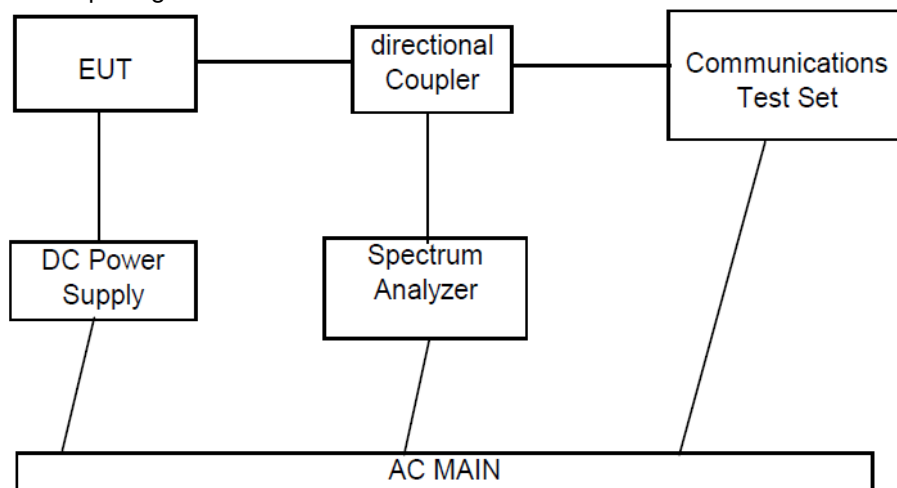 EUT
directional
Coupler
Communications
Test Set
DC Power
Supply
Spectrum
Analyzer
AC MAIN